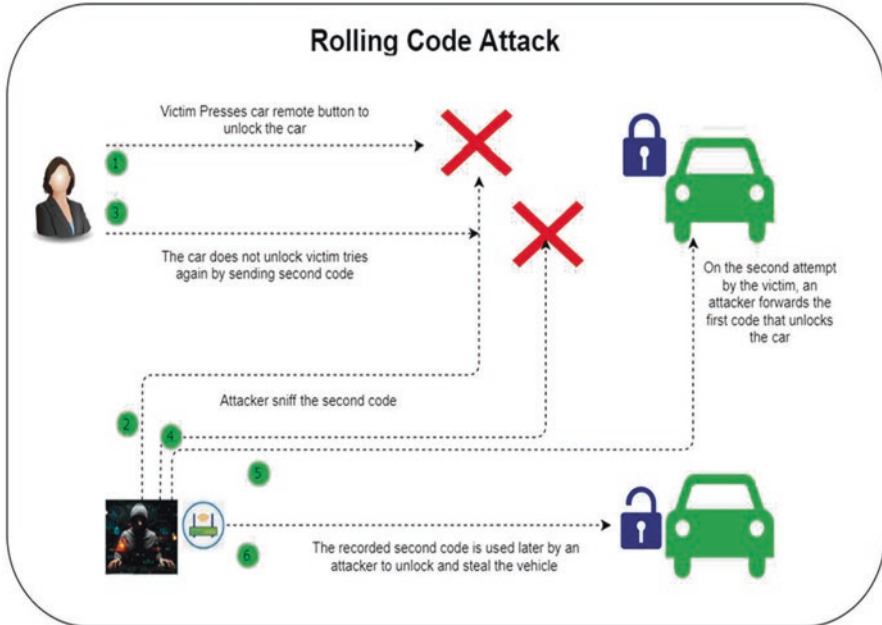 Rolling Code Attack
Victim Presses car remote button to
unlock the car
1
3
The car does not unlock victim tries
again by sending second code
On the second attempt
by the victim, an
attacker forwards the
first code that unlocks
the car
Attacker sniff the second code
2
4
5
6
The recorded second code is used later by an
attacker to unlock and steal the vehicle